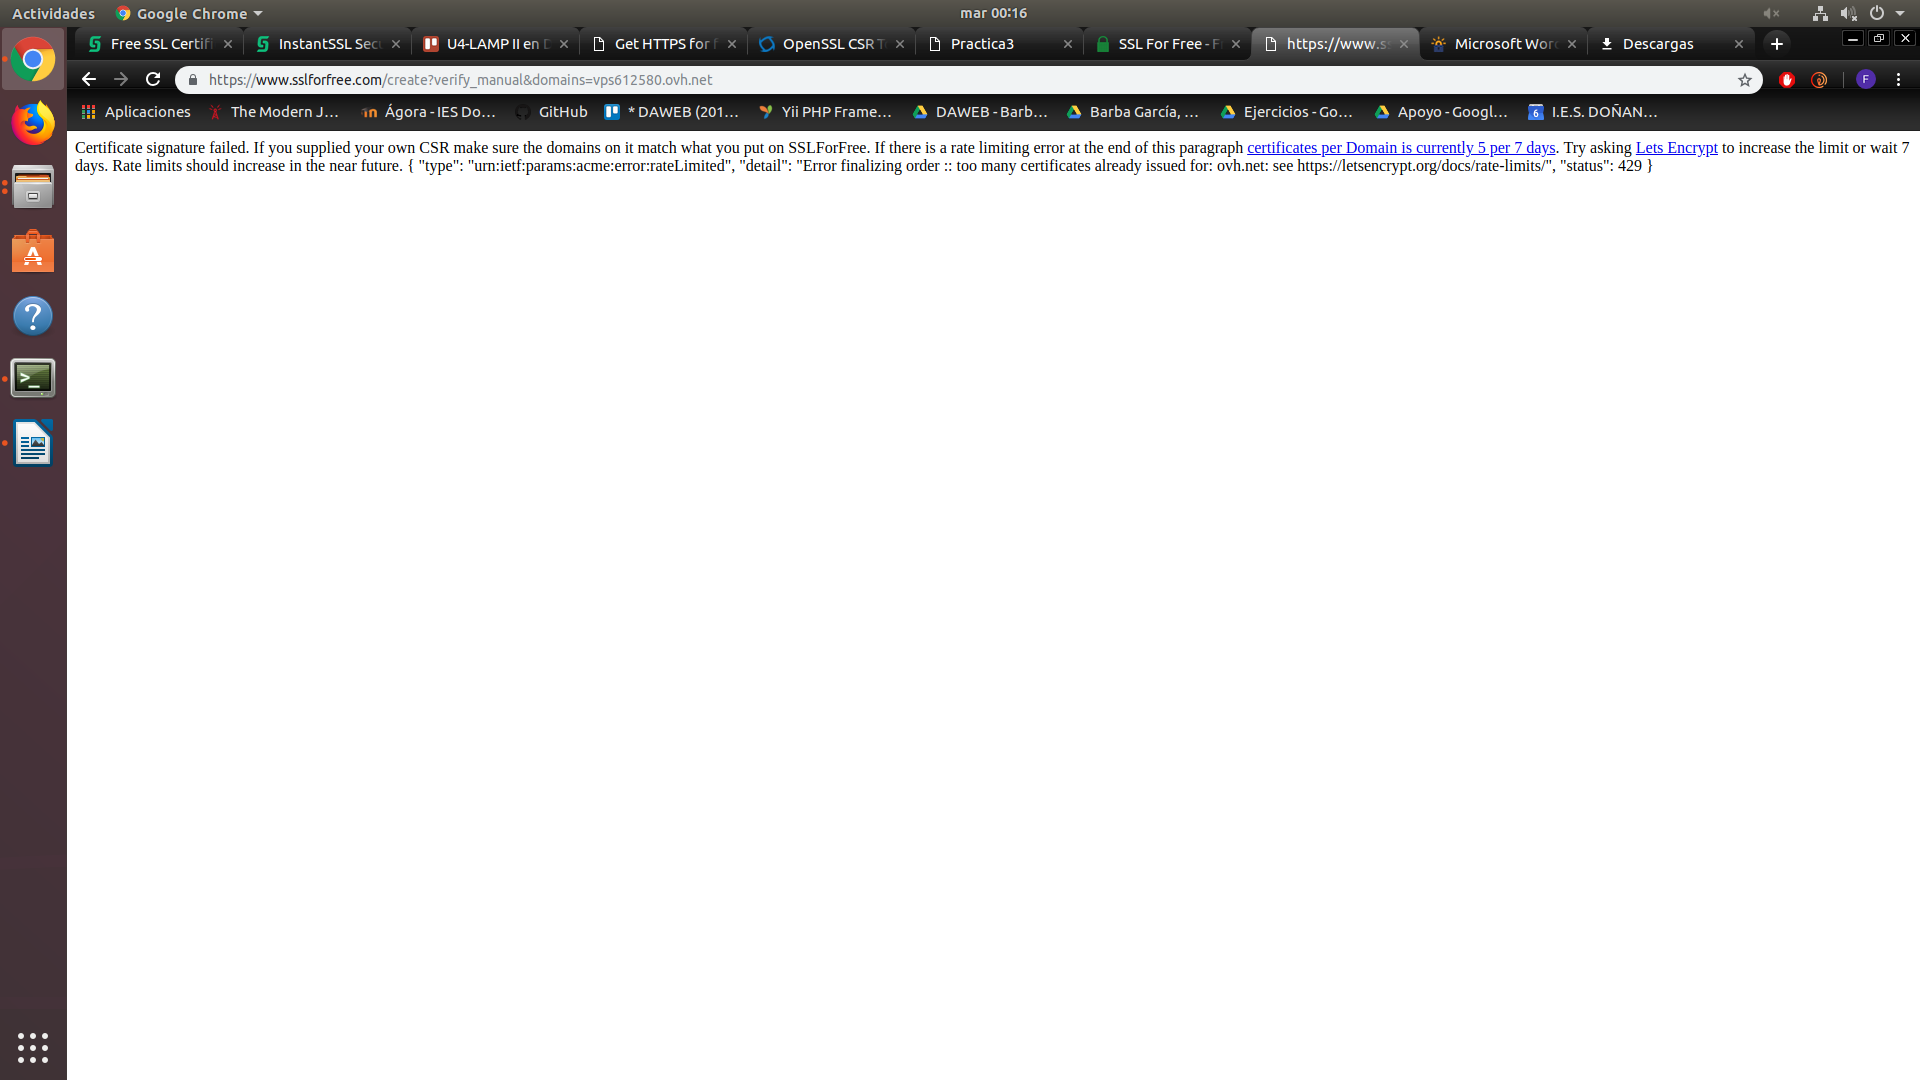 Actividades
Google Chrome
mar 00:16
Free SSL Certifi
InstantSSL Secu
U4-LAMP II en D
Get HTTPS for f
OpenSSL CSR T
Practica3
SSL For Free - F
https://www.ss
Microsoft Word
Descargas
https://www.sslforfree.com/create?verify_manual&domains=vps612580.ovh.net
F
Aplicaciones
The Modern J…
Ágora - IES Do…
GitHub
* DAWEB (201…
Yii PHP Frame…
DAWEB - Barb…
Barba García, …
Ejercicios - Go…
Apoyo - Googl…
6
I.E.S. DOÑAN…
Certificate signature failed. If you supplied your own CSR make sure the domains on it match what you put on SSLForFree. If there is a rate limiting error at the end of this paragraph certificates per Domain is currently 5 per 7 days. Try asking Lets Encrypt to increase the limit or wait 7
days. Rate limits should increase in the near future. { "type": "urn:ietf:params:acme:error:rateLimited", "detail": "Error finalizing order :: too many certificates already issued for: ovh.net: see https://letsencrypt.org/docs/rate-limits/", "status": 429 }